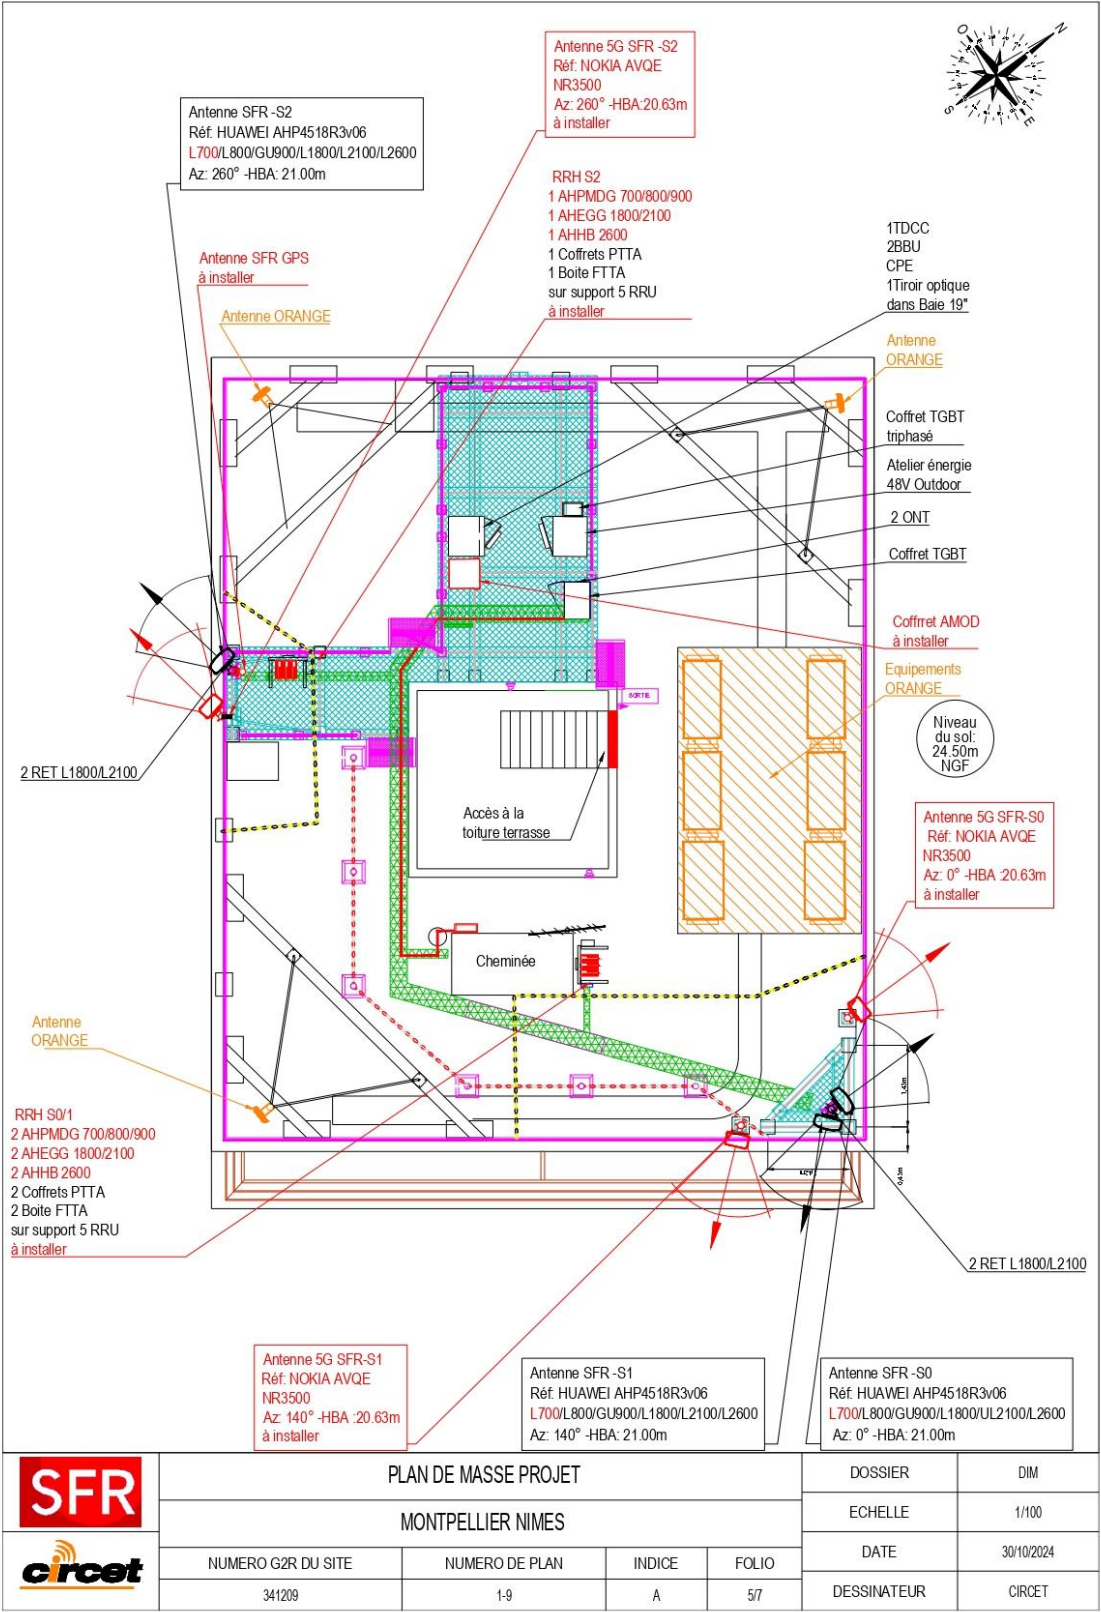 Antenne 5G SFR -S2
Réf: NOKIA AVQE
NR3500
Az: 260° -HBA:20.63m
à installer
O
N
S
E
Antenne SFR -S2
Réf: HUAWEI AHP4518R3v06
L700/L800/GU900/L1800/L2100/L2600
Az: 260° -HBA: 21.00m
RRH S2
1 AHPMDG 700/800/900
1 AHEGG 1800/2100
1 AHHB 2600
1 Coffrets PTTA
1 Boite FTTA
sur support 5 RRU
à installer
1TDCC
2BBU
CPE
1Tiroir optique
dans Baie 19"
Antenne SFR GPS
à installer
Antenne ORANGE
Antenne
ORANGE
Coffret TGBT
triphasé
Atelier énergie
48V Outdoor
2 ONT
Coffret TGBT
Coffrret AMOD
à installer
Equipements
ORANGE
SORTIE
Niveau
du sol:
24.50m
NGF
2 RET L1800/L2100
Accès à la
toiture terrasse
Antenne 5G SFR-S0
Réf: NOKIA AVQE
NR3500
Az: 0° -HBA :20.63m
à installer
Cheminée
Antenne
ORANGE
RRH S0/1
2 AHPMDG 700/800/900
2 AHEGG 1800/2100
2 AHHB 2600
2 Coffrets PTTA
2 Boite FTTA
sur support 5 RRU
à installer
1,43m
0,43m
2 RET L1800/L2100
Antenne 5G SFR-S1
Réf: NOKIA AVQE
NR3500
Az: 140° -HBA :20.63m
à installer
Antenne SFR -S1
Réf: HUAWEI AHP4518R3v06
L700/L800/GU900/L1800/L2100/L2600
Az: 140° -HBA: 21.00m
Antenne SFR -S0
Réf: HUAWEI AHP4518R3v06
L700/L800/GU900/L1800/UL2100/L2600
Az: 0° -HBA: 21.00m
SFR
circet
PLAN DE MASSE PROJET
MONTPELLIER NIMES
NUMERO G2R DU SITE
NUMERO DE PLAN
INDICE
FOLIO
341209
1-9
A
5/7
DOSSIER
DIM
ECHELLE
1/100
DATE
30/10/2024
DESSINATEUR
CIRCET